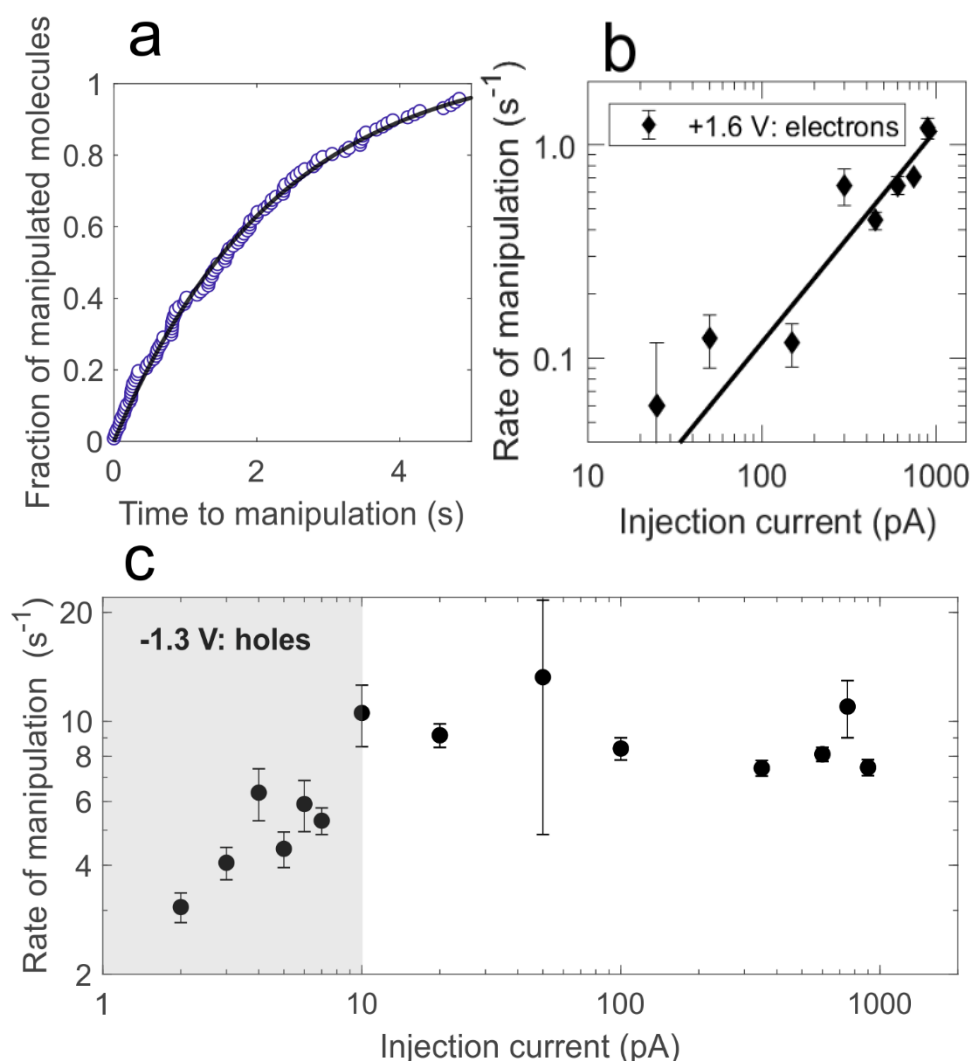 a
Fraction of manipulated molecules
1
0.8
0.6
0.4
0.2
0
0 2 4
Time to manipulation (s)
b
Rate of manipulation (s⁻¹)
+1.6 V: electrons
1.0
0.1
10 100 1000
Injection current (pA)
c
Rate of manipulation (s⁻¹)
-1.3 V: holes
20
10
8
6
4
2
1 10 100 1000
Injection current (pA)